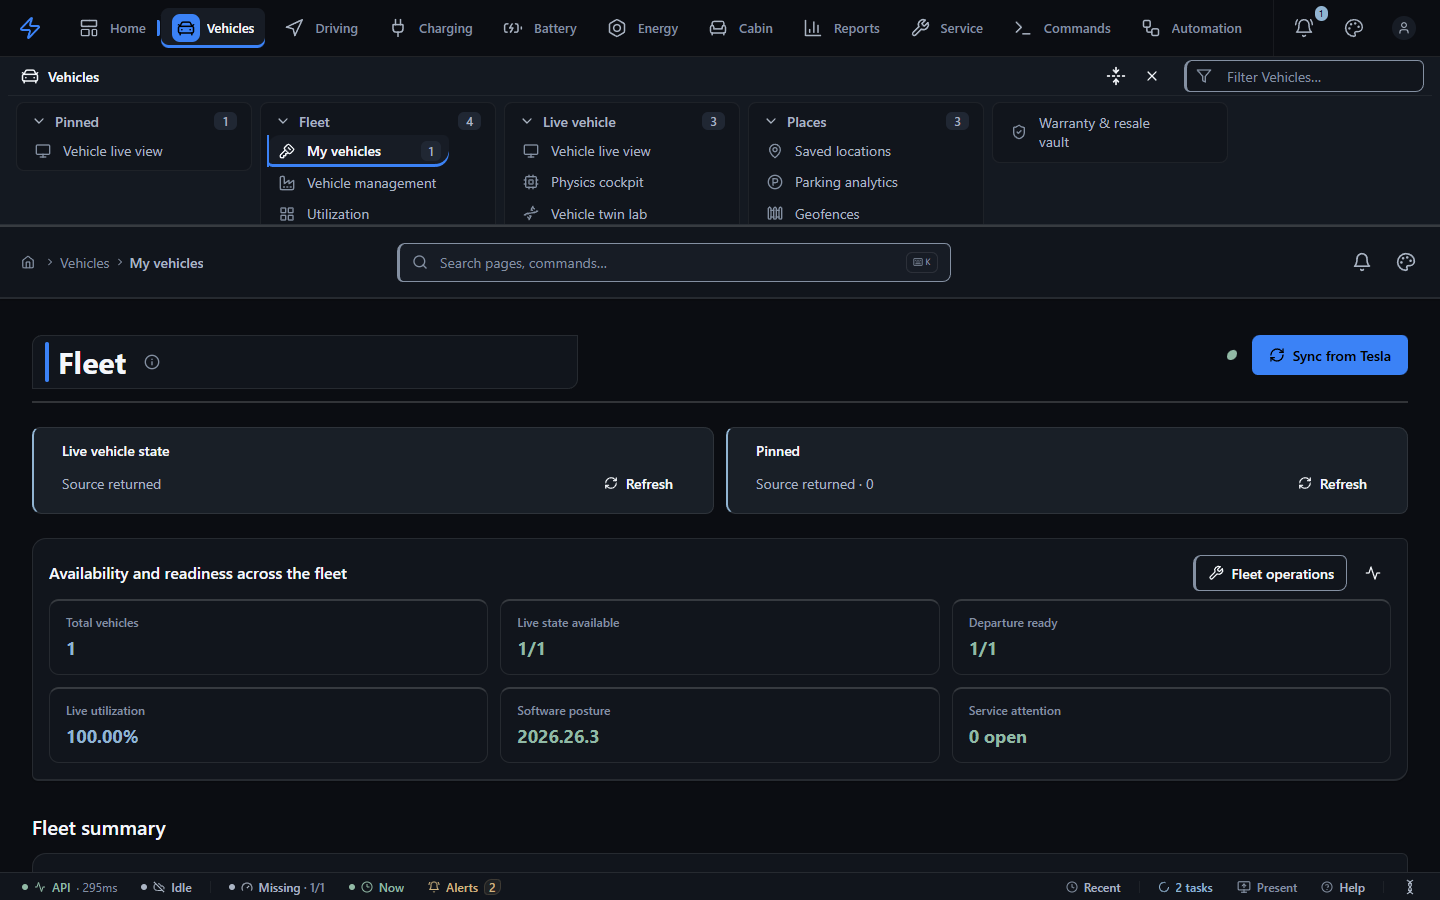 Home
Vehicles
Driving
Charging
Battery
Energy
Cabin
Reports
Service
Commands
Automation
1
Vehicles
Filter Vehicles...
Pinned 1
Vehicle live view
Fleet 4
My vehicles 1
Vehicle management
Utilization
Live vehicle 3
Vehicle live view
Physics cockpit
Vehicle twin lab
Places 3
Saved locations
Parking analytics
Geofences
Warranty & resale
vault
Vehicles
My vehicles
Search pages, commands...
K
Fleet
Sync from Tesla
Live vehicle state
Source returned
Refresh
Pinned
Source returned · 0
Refresh
Availability and readiness across the fleet
Fleet operations
Total vehicles
1
Live state available
1/1
Departure ready
1/1
Live utilization
100.00%
Software posture
2026.26.3
Service attention
0 open
Fleet summary
API · 295ms
Idle
Missing · 1/1
Now
Alerts 2
Recent
2 tasks
Present
Help